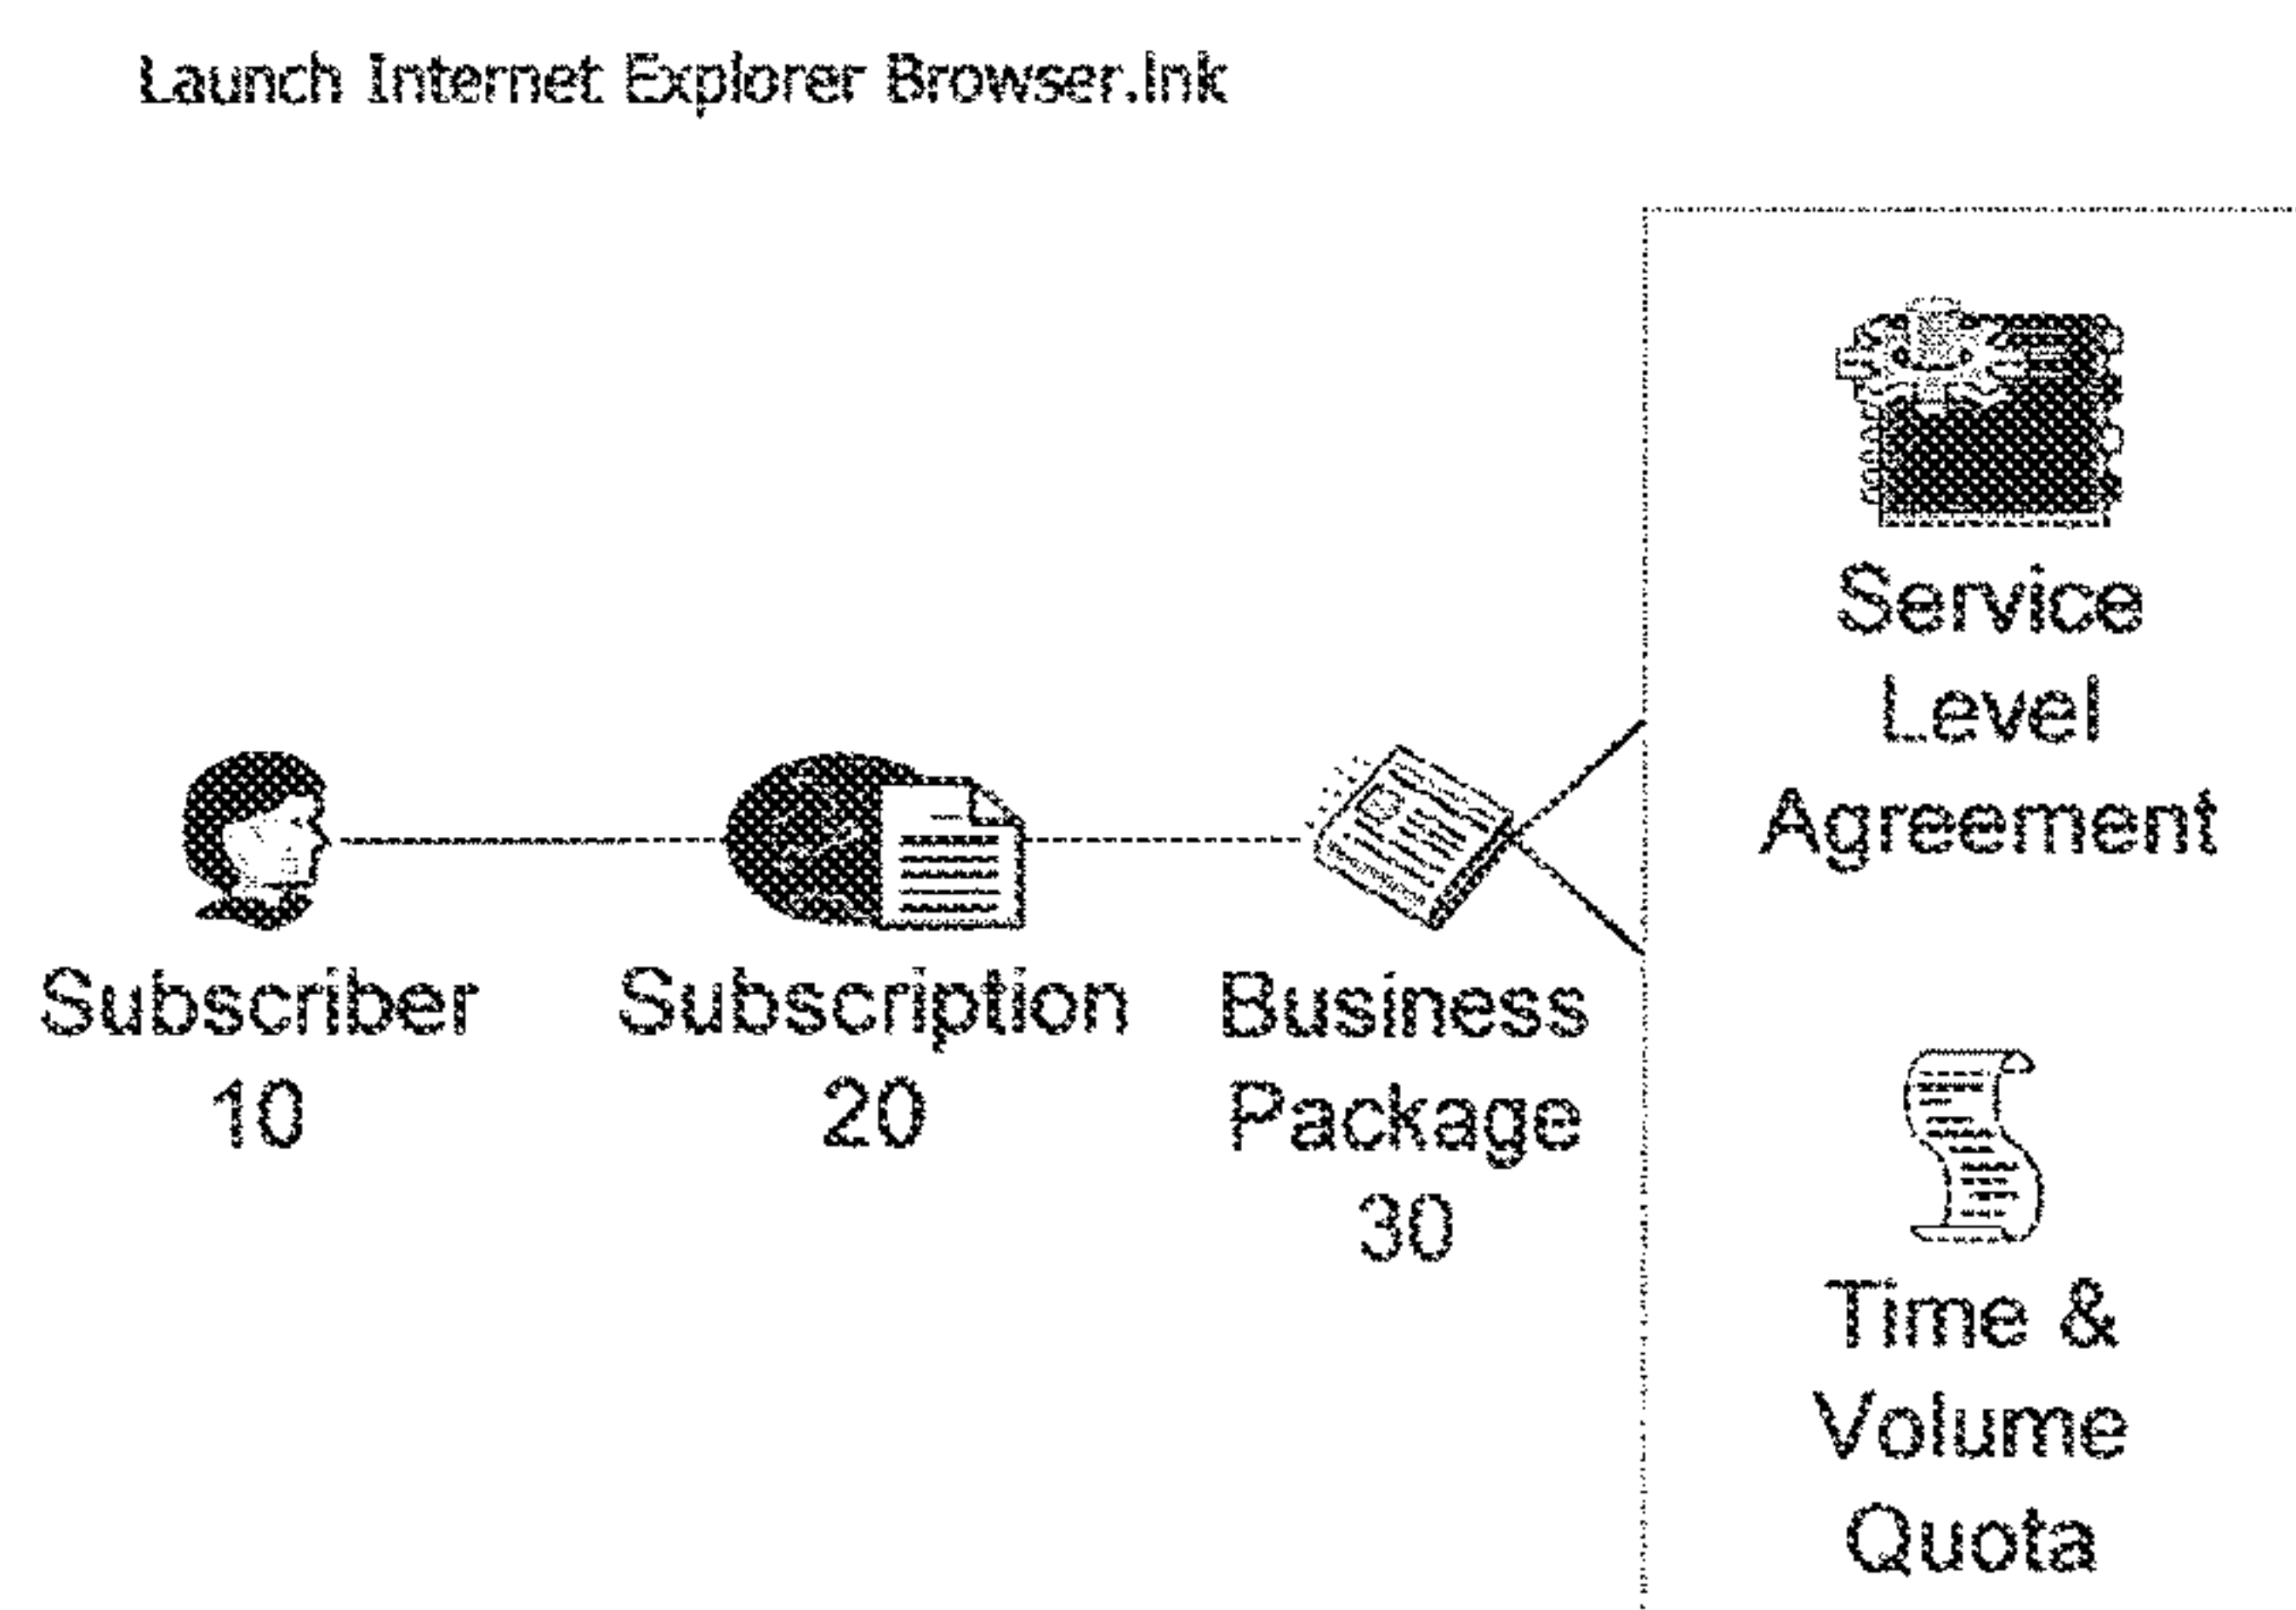 Launch Internet Explorer Browser.lnk
Service
Level
Agreement
Subscriber
10
Subscription
20
Business
Package
30
Time &
Volume
Quota